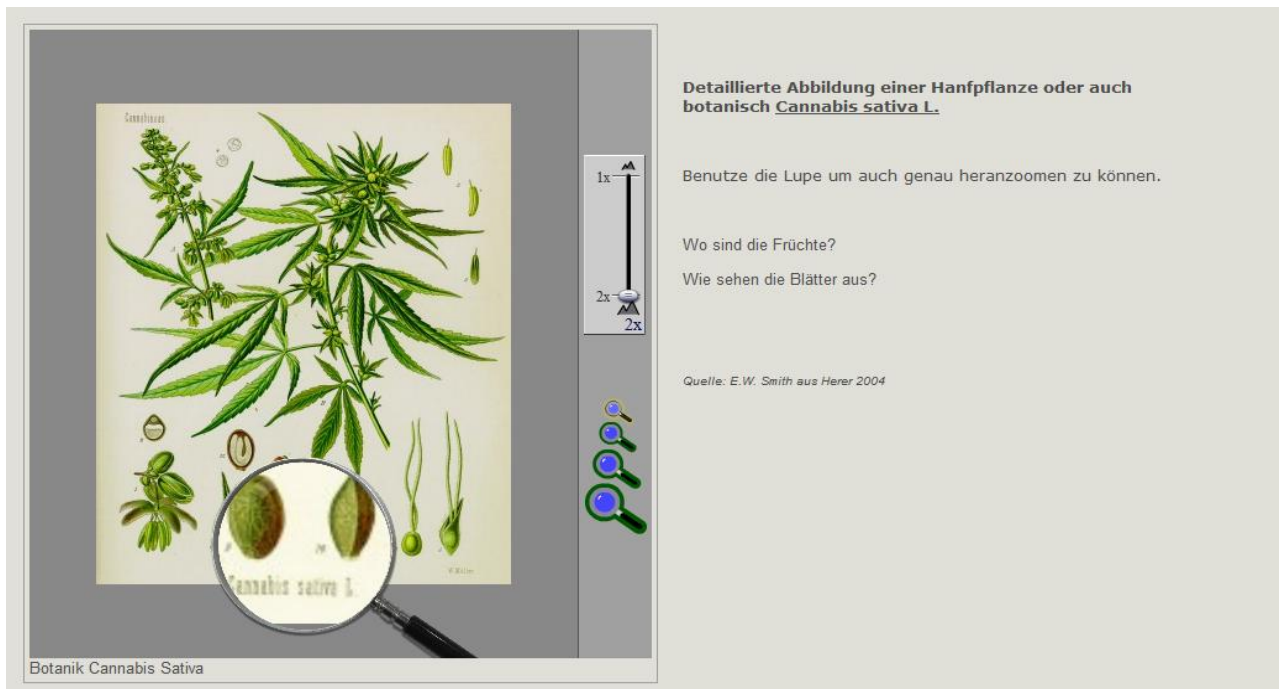 Detaillierte Abbildung einer Hanfpflanze oder auch
botanisch Cannabis sativa L.
Benutze die Lupe um auch genau heranzoomen zu können.
Wo sind die Früchte?
Wie sehen die Blätter aus?
Quelle: E.W. Smith aus Herer 2004
1x
2x
2x
Cannabis sativa L.
W.Müller
Botanik Cannabis Sativa